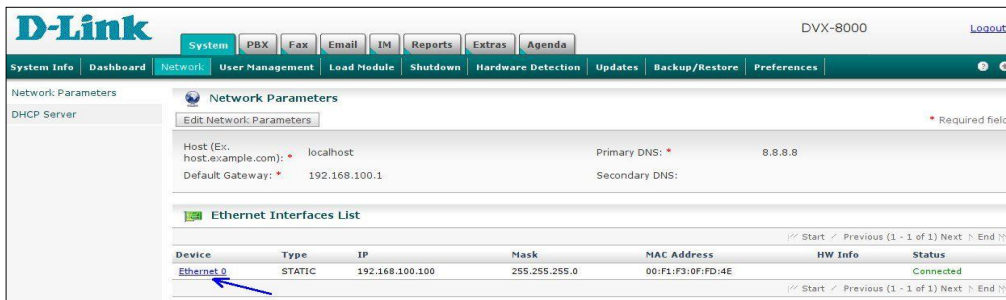 D-Link
DVX-8000
Logout
System PBX Fax Email IM Reports Extras Agenda
System Info Dashboard Network User Management Load Module Shutdown Hardware Detection Updates Backup/Restore Preferences
Network Parameters
DHCP Server
Network Parameters
Edit Network Parameters
* Required field
Host (Ex. host.example.com): * localhost Primary DNS: * 8.8.8.8
Default Gateway: * 192.168.100.1 Secondary DNS:
Ethernet Interfaces List
Start Previous (1 - 1 of 1) Next End
Device Type IP Mask MAC Address HW Info Status
Ethernet 0 STATIC 192.168.100.100 255.255.255.0 00:F1:F3:0F:FD:4E Connected
Start Previous (1 - 1 of 1) Next End